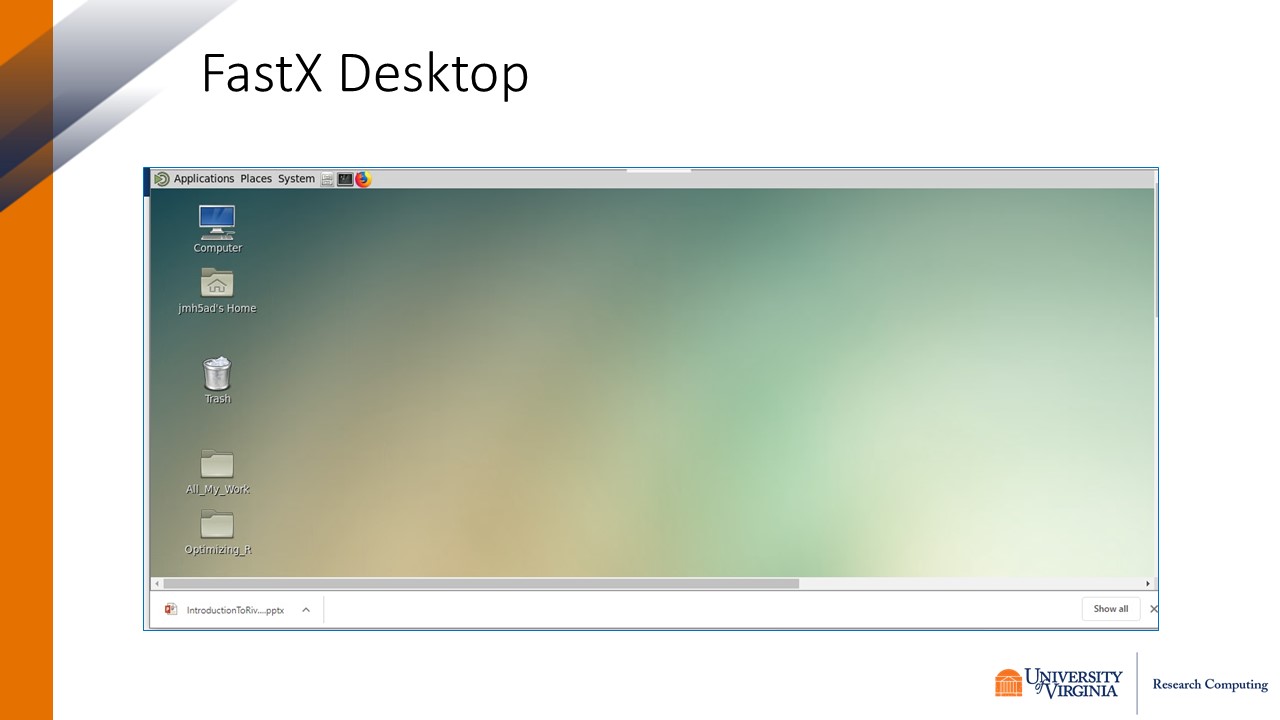 FastX Desktop
Applications Places System
Computer
jmh5ad's Home
Trash
All_My_Work
Optimizing_R
IntroductionToRiv....pptx
Show all
UNIVERSITY
of VIRGINIA
Research Computing